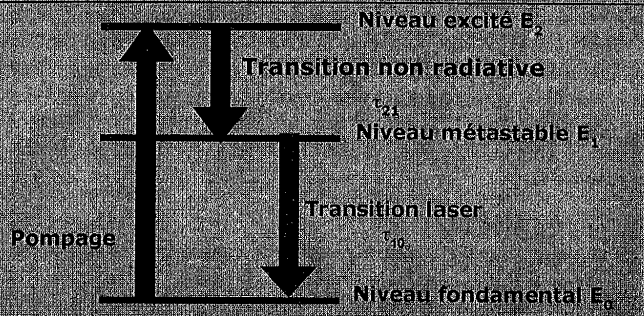 Niveau excité E2
Transition non radiative
τ21
Niveau métastable E1
Transition laser
τ10
Pompage
Niveau fondamental E0